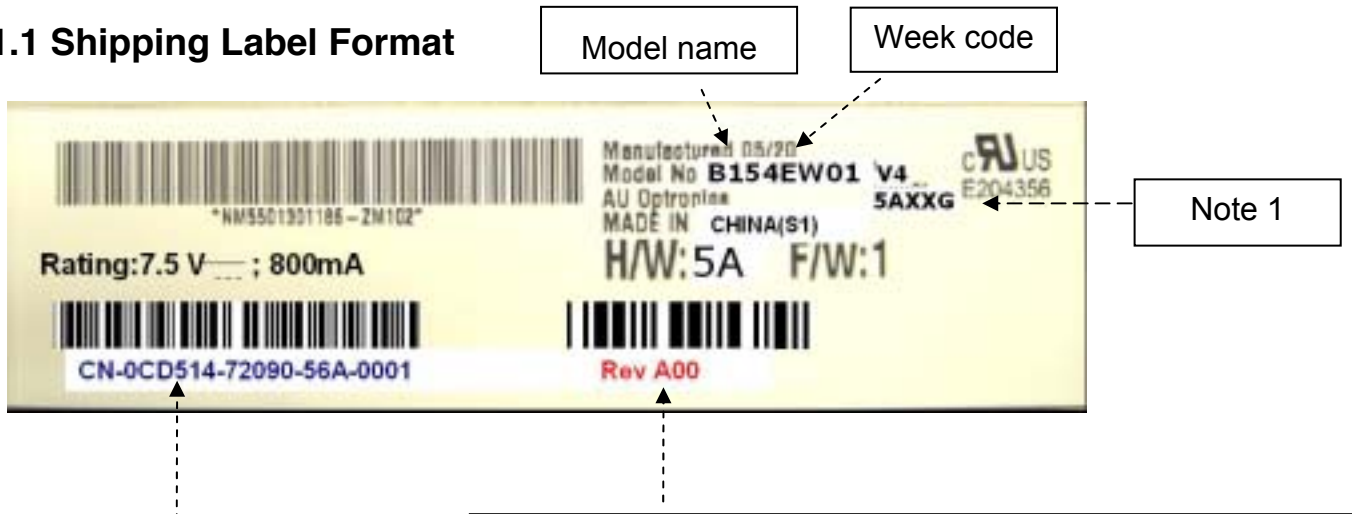 1.1 Shipping Label Format
Model name
Week code
Manufactured 05/20
Model No B154EW01 V4
AU Optronics 5AXXG
MADE IN CHINA(S1)
c US
E204356
Note 1
*NM5501301186-ZM102*
H/W:5A F/W:1
Rating:7.5 V ; 800mA
CN-0CD514-72090-56A-0001
Rev A00